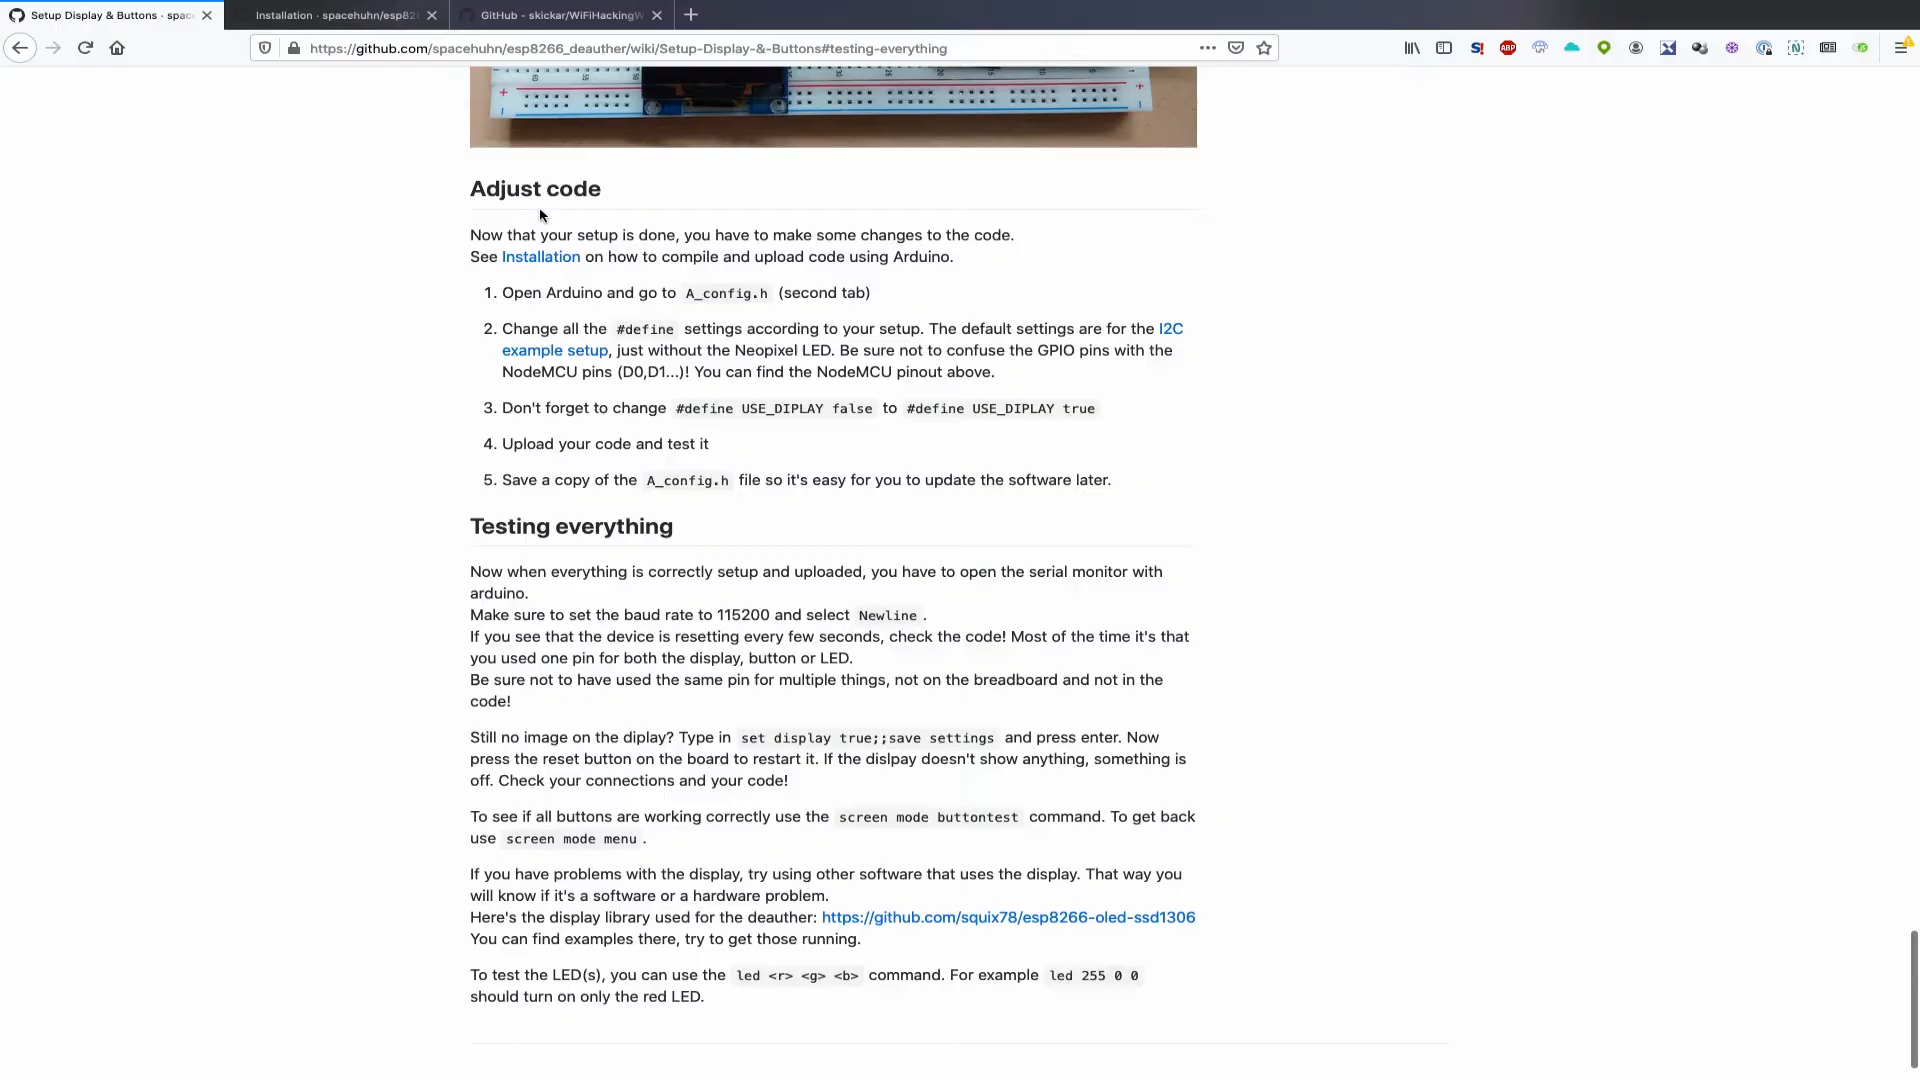 Setup Display & Buttons · spac
Installation · spacehuhn/esp82
GitHub - skickar/WiFiHackingW
https://github.com/spacehuhn/esp8266_deauther/wiki/Setup-Display-&-Buttons#testing-everything
Adjust code
Now that your setup is done, you have to make some changes to the code.
See Installation on how to compile and upload code using Arduino.
1. Open Arduino and go to A_config.h (second tab)
2. Change all the #define settings according to your setup. The default settings are for the I2C
example setup, just without the Neopixel LED. Be sure not to confuse the GPIO pins with the
NodeMCU pins (D0,D1...)! You can find the NodeMCU pinout above.
3. Don't forget to change #define USE_DIPLAY false to #define USE_DIPLAY true
4. Upload your code and test it
5. Save a copy of the A_config.h file so it's easy for you to update the software later.
Testing everything
Now when everything is correctly setup and uploaded, you have to open the serial monitor with
arduino.
Make sure to set the baud rate to 115200 and select Newline .
If you see that the device is resetting every few seconds, check the code! Most of the time it's that
you used one pin for both the display, button or LED.
Be sure not to have used the same pin for multiple things, not on the breadboard and not in the
code!
Still no image on the diplay? Type in set display true;;save settings and press enter. Now
press the reset button on the board to restart it. If the dislpay doesn't show anything, something is
off. Check your connections and your code!
To see if all buttons are working correctly use the screen mode buttontest command. To get back
use screen mode menu .
If you have problems with the display, try using other software that uses the display. That way you
will know if it's a software or a hardware problem.
Here's the display library used for the deauther: https://github.com/squix78/esp8266-oled-ssd1306
You can find examples there, try to get those running.
To test the LED(s), you can use the led <r> <g> <b> command. For example led 255 0 0
should turn on only the red LED.